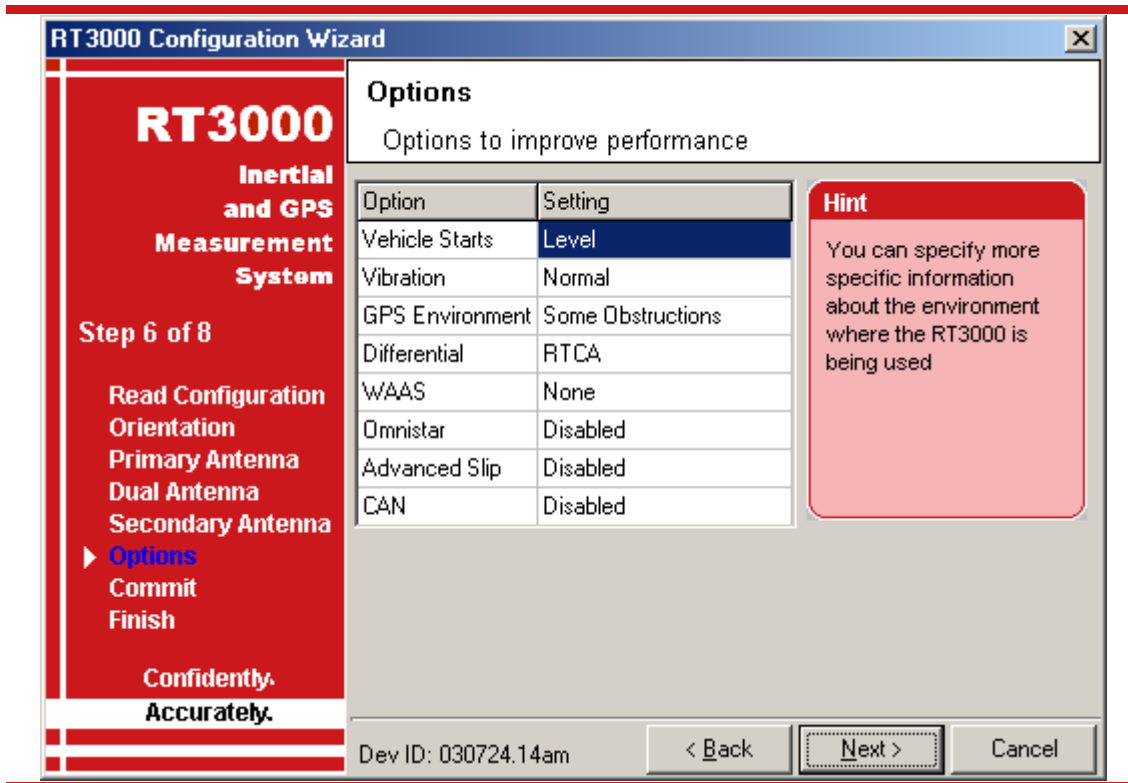 RT3000 Configuration Wizard
RT3000
Inertial
and GPS
Measurement
System
Step 6 of 8
Read Configuration
Orientation
Primary Antenna
Dual Antenna
Secondary Antenna
Options
Commit
Finish
Confidently.
Accurately.
Options
Options to improve performance
Option Setting
Vehicle Starts Level
Vibration Normal
GPS Environment Some Obstructions
Differential RTCA
WAAS None
Omnistar Disabled
Advanced Slip Disabled
CAN Disabled
Hint
You can specify more
specific information
about the environment
where the RT3000 is
being used
Dev ID: 030724.14am
< Back Next > Cancel